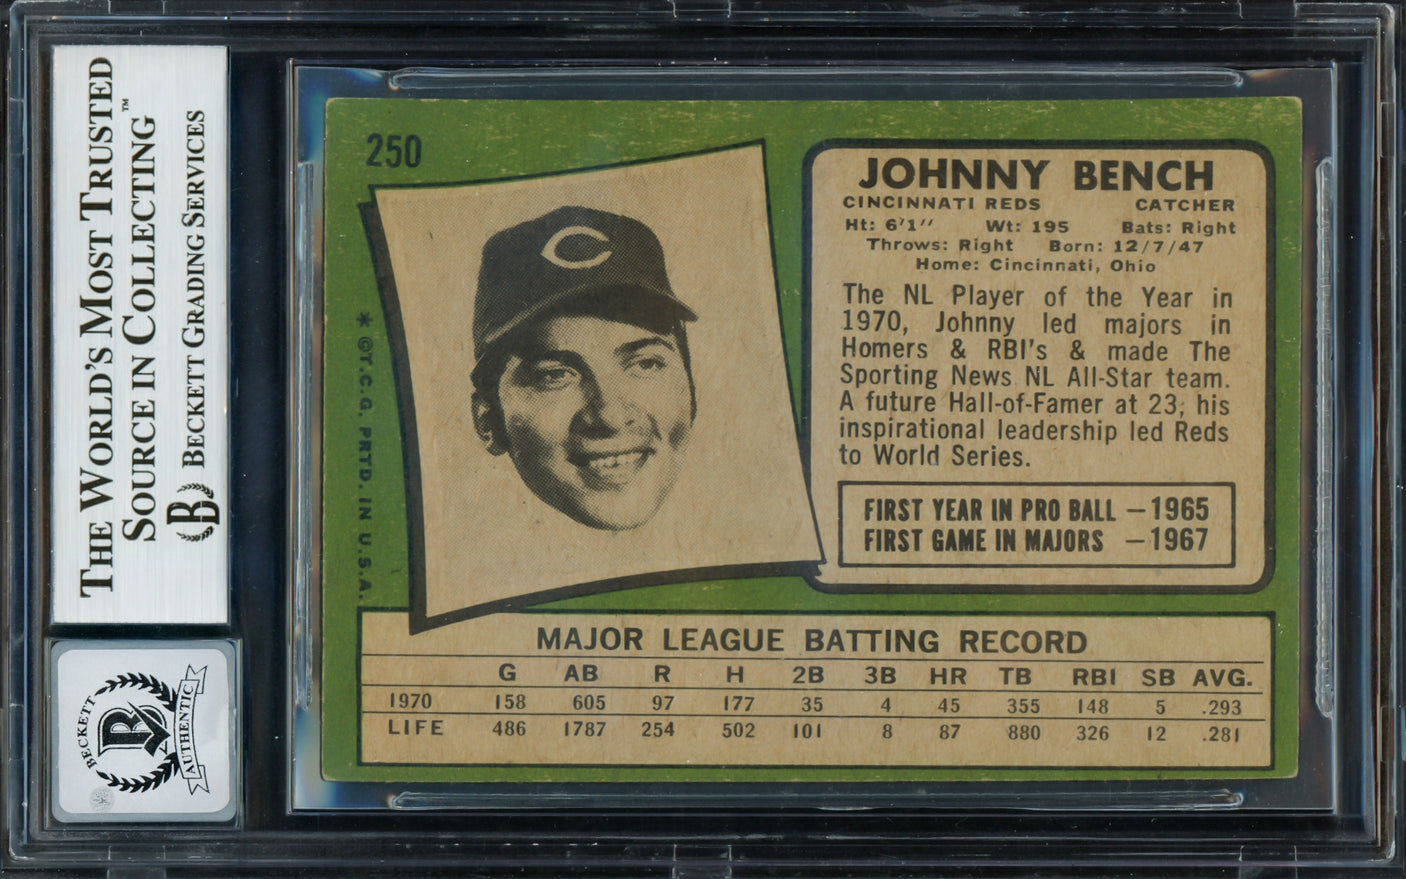 THE WORLD'S MOST TRUSTED
SOURCE IN COLLECTING™
BECKETT GRADING SERVICES
BECKETT
AUTHENTIC
250
* ©T.C.G. PRTD. IN U.S.A.
JOHNNY BENCH
CINCINNATI REDS CATCHER
Ht: 6'1" Wt: 195 Bats: Right
Throws: Right Born: 12/7/47
Home: Cincinnati, Ohio
The NL Player of the Year in
1970, Johnny led majors in
Homers & RBI's & made The
Sporting News NL All-Star team.
A future Hall-of-Famer at 23; his
inspirational leadership led Reds
to World Series.
FIRST YEAR IN PRO BALL —1965
FIRST GAME IN MAJORS —1967
MAJOR LEAGUE BATTING RECORD
G AB R H 2B 3B HR TB RBI SB AVG.
1970 158 605 97 177 35 4 45 355 148 5 .293
LIFE 486 1787 254 502 101 8 87 880 326 12 .281